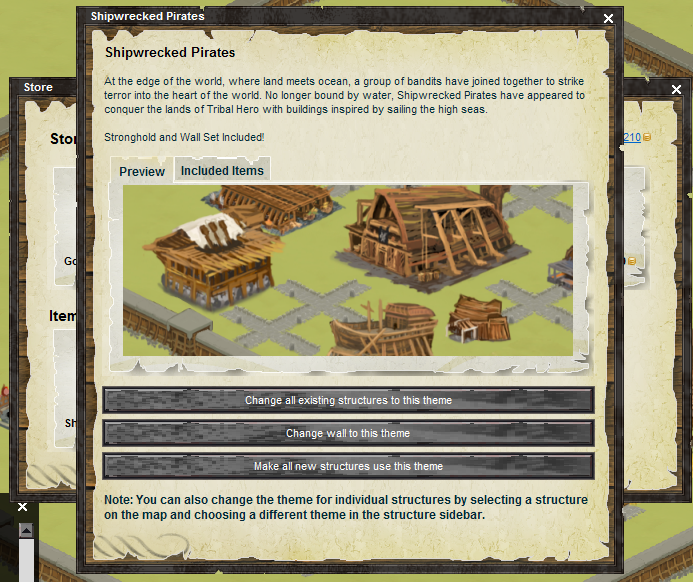 Shipwrecked Pirates
Store
Shipwrecked Pirates
At the edge of the world, where land meets ocean, a group of bandits have joined together to strike
terror into the heart of the world. No longer bound by water, Shipwrecked Pirates have appeared to
conquer the lands of Tribal Hero with buildings inspired by sailing the high seas.
Stronghold and Wall Set Included!
210
Preview
Included Items
Change all existing structures to this theme
Change wall to this theme
Make all new structures use this theme
Note: You can also change the theme for individual structures by selecting a structure
on the map and choosing a different theme in the structure sidebar.